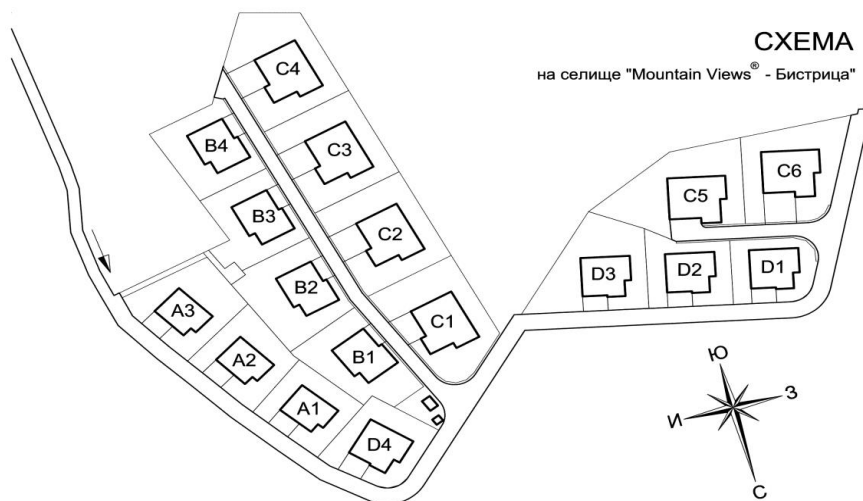 СХЕМА
на селище "Mountain Views® - Бистрица"
C4
B4
C3
C6
C5
B3
C2
D3
D2
D1
B2
A3
C1
A2
B1
A1
D4
Ю
З
И
С